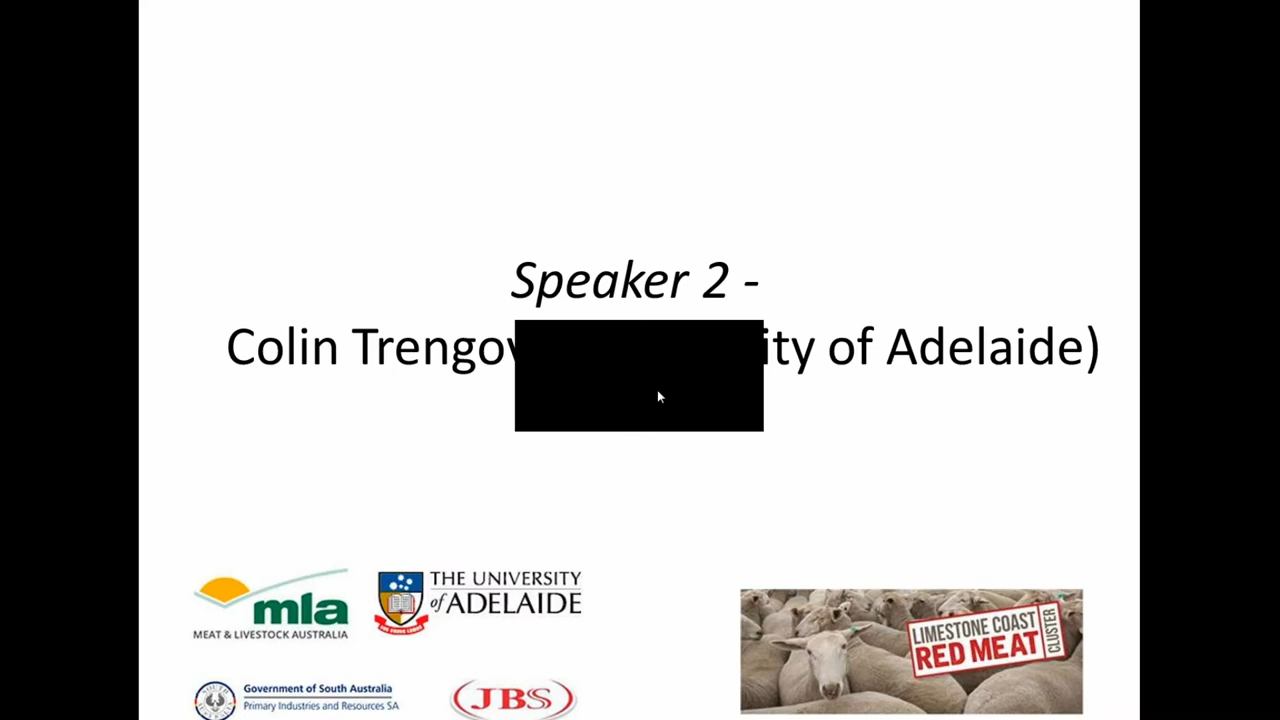 Speaker 2 -
Colin Trengov ity of Adelaide)
mla
MEAT & LIVESTOCK AUSTRALIA
THE UNIVERSITY
of ADELAIDE
LIMESTONE COAST
RED MEAT
CLUSTER
Government of South Australia
Primary Industries and Resources SA
JBS